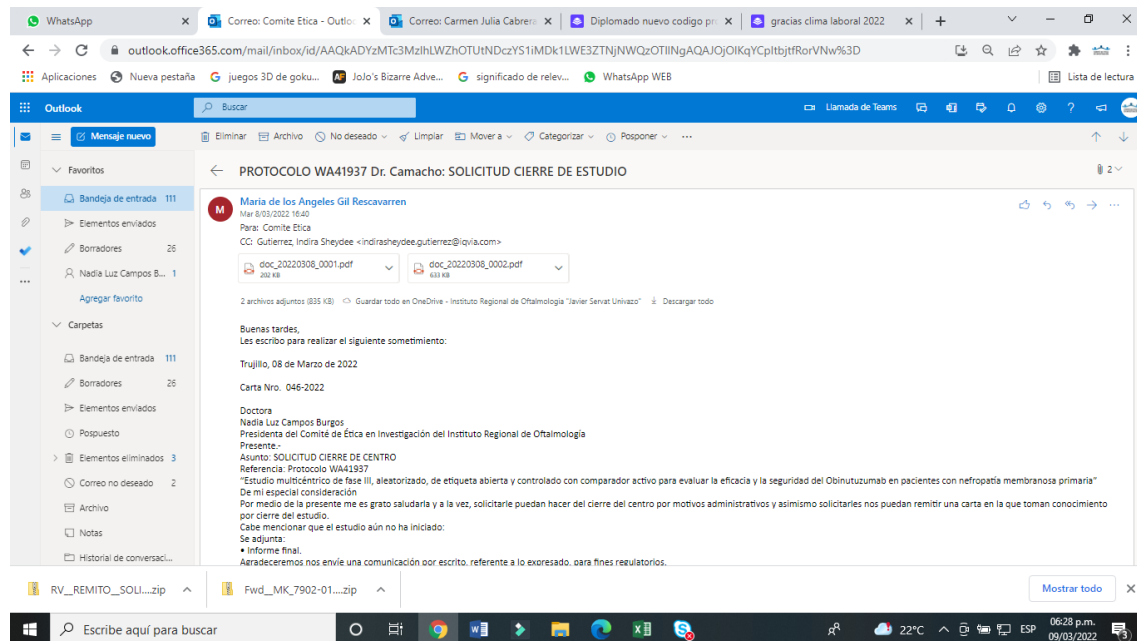 WhatsApp
Correo: Comite Etica - Outloo
Correo: Carmen Julia Cabrera
Diplomado nuevo codigo pr
gracias clima laboral 2022
outlook.office365.com/mail/inbox/id/
Aplicaciones
Nueva pestaña
juegos 3D de goku...
JoJo's Bizarre Adve...
significado de relev...
WhatsApp WEB
Lista de lectura
Outlook
Buscar
Llamada de Teams
Mensaje nuevo
Eliminar
Archivo
No deseado
Limpiar
Mover a
Categorizar
Posponer
Favoritos
Bandeja de entrada 111
Elementos enviados
Borradores 26
Nadia Luz Campos B... 1
Agregar favorito
Carpetas
Bandeja de entrada 111
Borradores 26
Elementos enviados
Pospuesto
Elementos eliminados 3
Correo no deseado 2
Archivo
Notas
Historial de conversaci...
PROTOCOLO WA41937 Dr. Camacho: SOLICITUD CIERRE DE ESTUDIO
2
M
Maria de los Angeles Gil Rescavarren
Mar 8/03/2022 16:40
Para: Comite Etica
CC: Gutierrez, Indira Sheydee <indirasheydee.gutierrez@iqvia.com>
doc_20220308_0001.pdf
202 KB
doc_20220308_0002.pdf
633 KB
2 archivos adjuntos (835 KB) Guardar todo en OneDrive - Instituto Regional de Oftalmologia "Javier Servat Univazo" Descargar todo
Buenas tardes,
Les escribo para realizar el siguiente sometimiento:
Trujillo, 08 de Marzo de 2022
Carta Nro. 046-2022
Doctora
Nadia Luz Campos Burgos
Presidenta del Comité de Ética en Investigación del Instituto Regional de Oftalmología
Presente.-
Asunto: SOLICITUD CIERRE DE CENTRO
Referencia: Protocolo WA41937
"Estudio multicéntrico de fase III, aleatorizado, de etiqueta abierta y controlado con comparador activo para evaluar la eficacia y la seguridad del Obinutuzumab en pacientes con nefropatía membranosa primaria"
De mi especial consideración
Por medio de la presente me es grato saludarla y a la vez, solicitarle puedan hacer del cierre del centro por motivos administrativos y asimismo solicitarles nos puedan remitir una carta en la que toman conocimiento
por cierre del estudio.
Cabe mencionar que el estudio aún no ha iniciado:
Se adjunta:
• Informe final.
Agradeceremos nos envíe una comunicación por escrito, referente a lo expresado, para fines regulatorios.
RV__REMITO__SOLI....zip
Fwd__MK_7902-01....zip
Mostrar todo
Escribe aquí para buscar
22°C
ESP
06:28 p.m.
09/03/2022